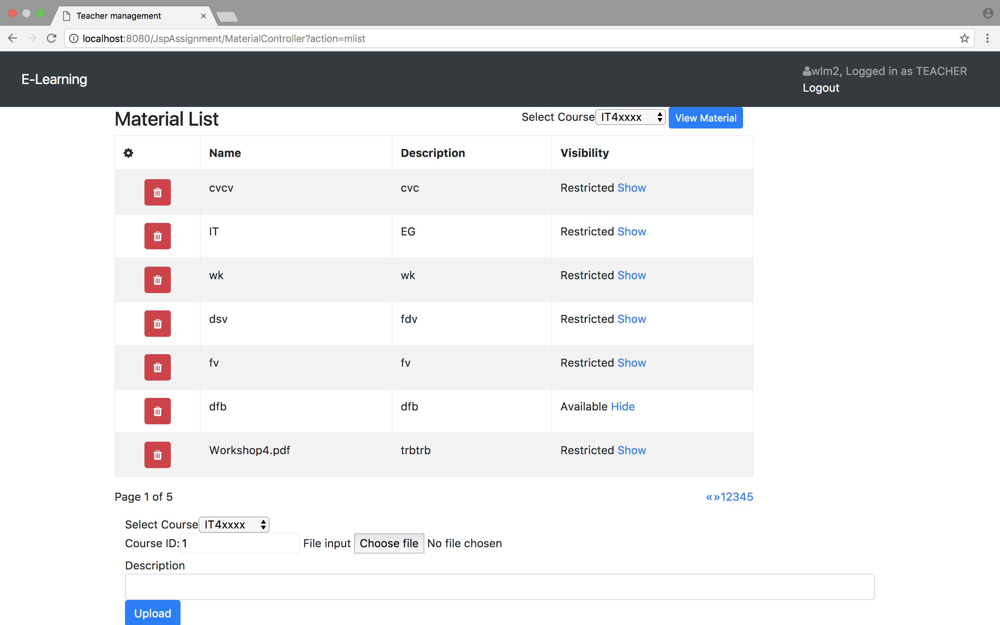 Teacher management
localhost:8080/JspAssignment/MaterialController?action=mlist
E-Learning
wlm2, Logged in as TEACHER
Logout
Material List
Select Course IT4xxxx View Material
Name Description Visibility
cvcv cvc Restricted Show
IT EG Restricted Show
wk wk Restricted Show
dsv fdv Restricted Show
fv fv Restricted Show
dfb dfb Available Hide
Workshop4.pdf trbtrb Restricted Show
Page 1 of 5 «»12345
Select Course IT4xxxx
Course ID: 1 File input Choose file No file chosen
Description
Upload